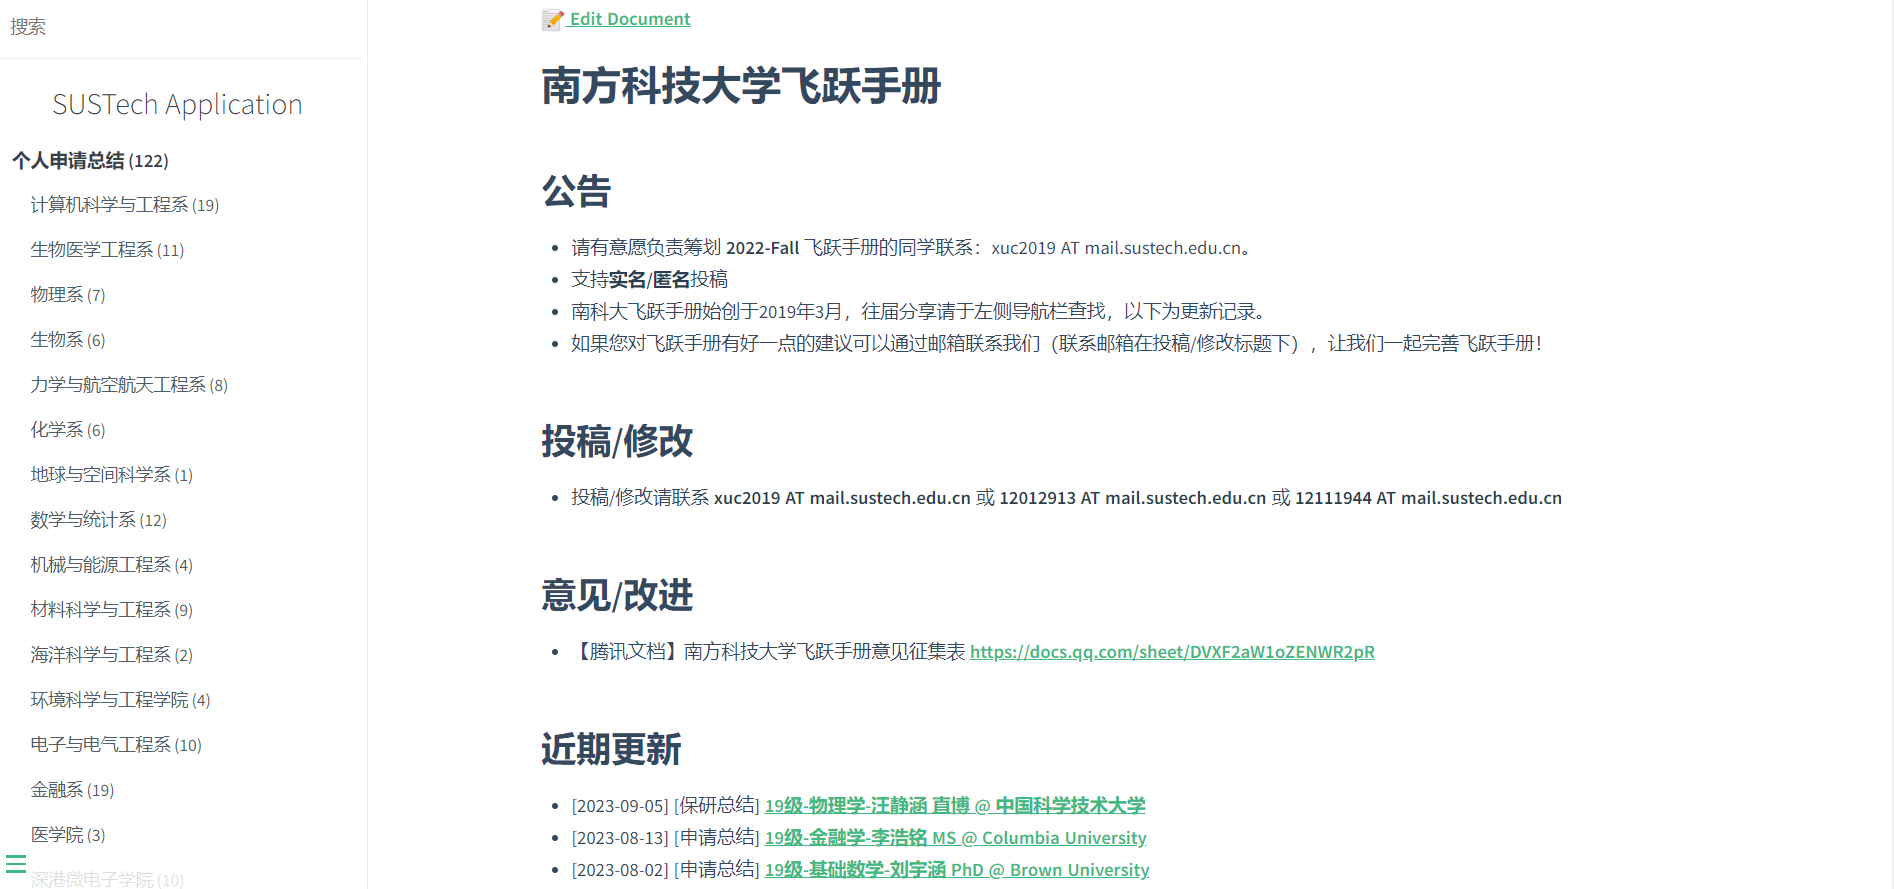 搜索
SUSTech Application
个人申请总结 (122)
计算机科学与工程系 (19)
生物医学工程系 (11)
物理系 (7)
生物系 (6)
力学与航空航天工程系 (8)
化学系 (6)
地球与空间科学系 (1)
数学与统计系 (12)
机械与能源工程系 (4)
材料科学与工程系 (9)
海洋科学与工程系 (2)
环境科学与工程学院 (4)
电子与电气工程系 (10)
金融系 (19)
医学院 (3)
深港微电子学院 (10)
Edit Document
南方科技大学飞跃手册
公告
请有意愿负责筹划 2022-Fall 飞跃手册的同学联系：xuc2019 AT mail.sustech.edu.cn。
支持实名/匿名投稿
南科大飞跃手册始创于2019年3月，往届分享请于左侧导航栏查找，以下为更新记录。
如果您对飞跃手册有好一点的建议可以通过邮箱联系我们（联系邮箱在投稿/修改标题下），让我们一起完善飞跃手册！
投稿/修改
投稿/修改请联系 xuc2019 AT mail.sustech.edu.cn 或 12012913 AT mail.sustech.edu.cn 或 12111944 AT mail.sustech.edu.cn
意见/改进
【腾讯文档】南方科技大学飞跃手册意见征集表 https://docs.qq.com/sheet/DVXF2aW1oZENWR2pR
近期更新
[2023-09-05] [保研总结] 19级-物理学-汪静涵 直博 @ 中国科学技术大学
[2023-08-13] [申请总结] 19级-金融学-李浩铭 MS @ Columbia University
[2023-08-02] [申请总结] 19级-基础数学-刘宇涵 PhD @ Brown University